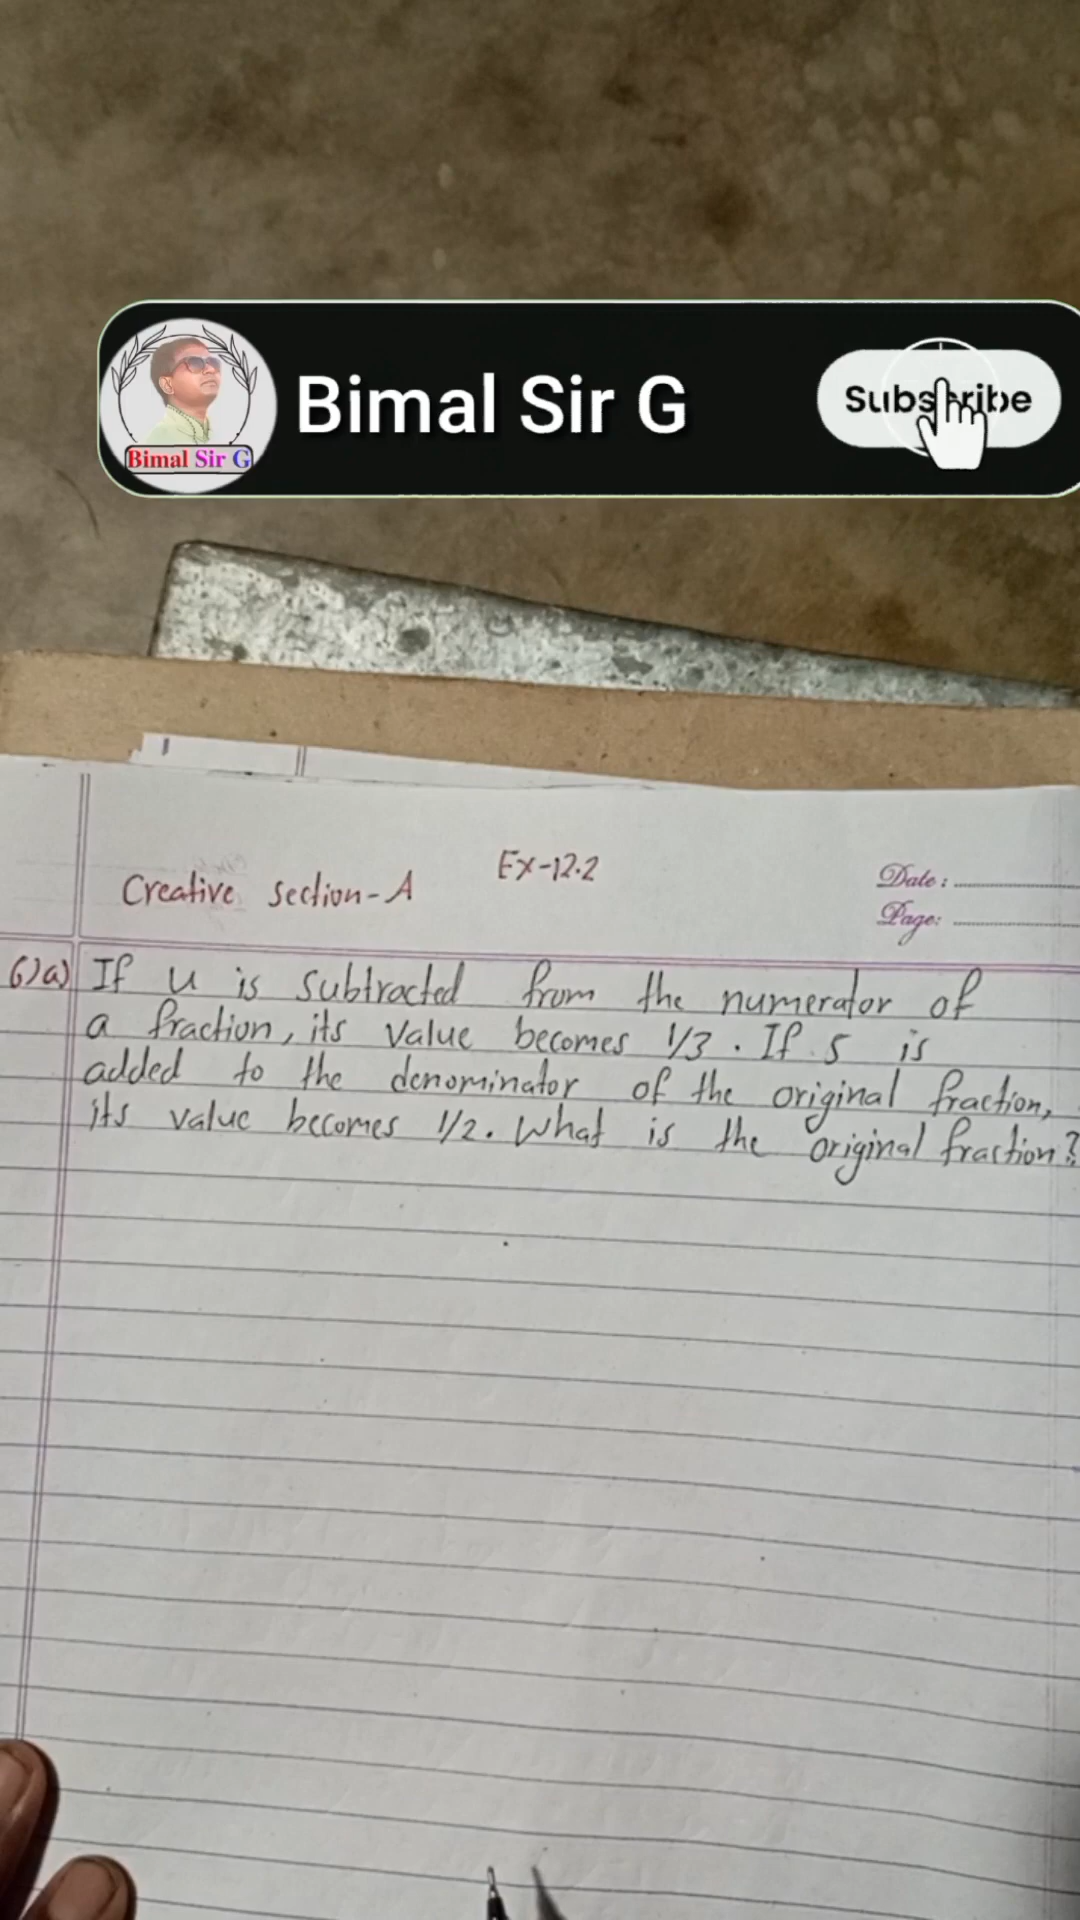 Bimal Sir G
Subscribe
Bimal Sir G
Ex-12.2
Creative section-A
Date:
Page:
6)a) If 4 is subtracted from the numerator of
a fraction, its value becomes 1/3. If 5 is
added to the denominator of the original fraction,
its value becomes 1/2. What is the original fraction?